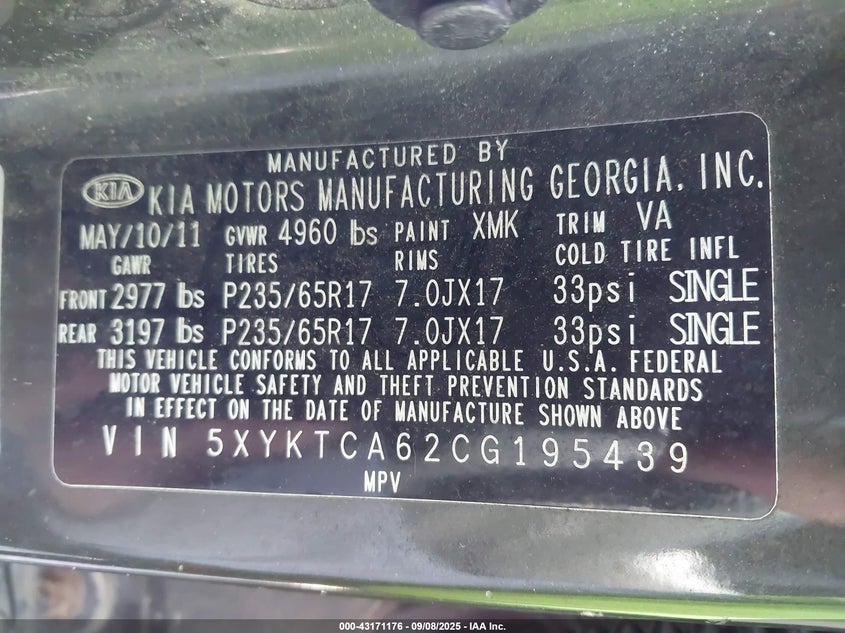 MANUFACTURED BY
KIA KIA MOTORS MANUFACTURING GEORGIA, INC.
MAY/10/11 GVWR 4960 lbs PAINT XMK TRIM VA
GAWR TIRES RIMS COLD TIRE INFL
FRONT 2977 lbs P235/65R17 7.0JX17 33psi SINGLE
REAR 3197 lbs P235/65R17 7.0JX17 33psi SINGLE
THIS VEHICLE CONFORMS TO ALL APPLICABLE U.S.A. FEDERAL
MOTOR VEHICLE SAFETY AND THEFT PREVENTION STANDARDS
IN EFFECT ON THE DATE OF MANUFACTURE SHOWN ABOVE
VIN 5XYKTCA62CG195439
MPV
000-43171176 - 09/08/2025 - IAA Inc.